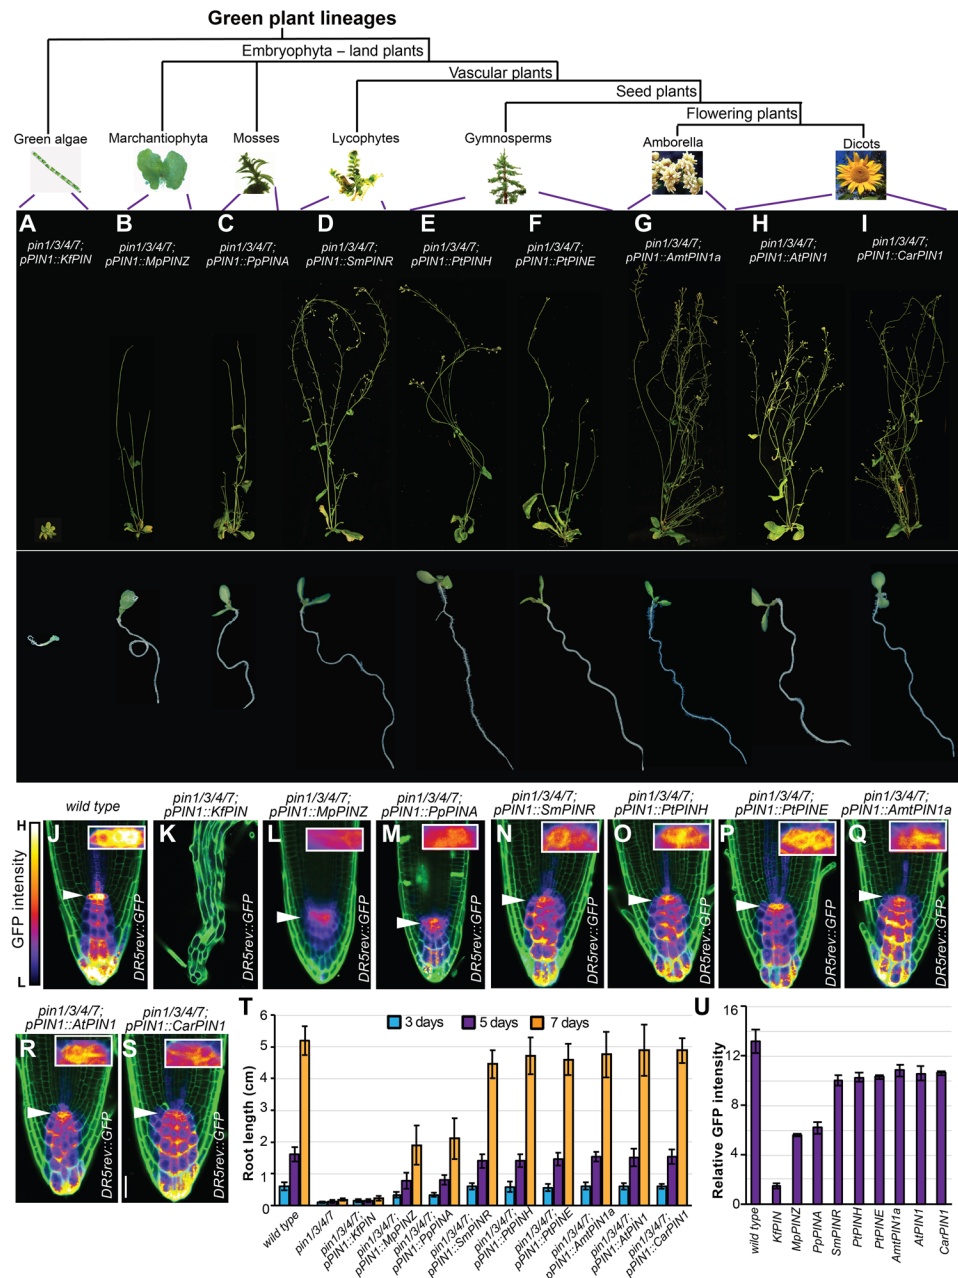 Green plant lineages
Embryophyta – land plants
Vascular plants
Seed plants
Flowering plants
Green algae
Marchantiophyta
Mosses
Lycophytes
Gymnosperms
Amborella
Dicots
A
pin1/3/4/7;
pPIN1::KfPIN
B
pin1/3/4/7;
pPIN1::MpPINZ
C
pin1/3/4/7;
pPIN1::PpPINA
D
pin1/3/4/7;
pPIN1::SmPINR
E
pin1/3/4/7;
pPIN1::PtPINH
F
pin1/3/4/7;
pPIN1::PtPINE
G
pin1/3/4/7;
pPIN1::AmtPIN1a
H
pin1/3/4/7;
pPIN1::AtPIN1
I
pin1/3/4/7;
pPIN1::CarPIN1
H
GFP intensity
L
wild type
J
DR5rev::GFP
pin1/3/4/7;
pPIN1::KfPIN
K
DR5rev::GFP
pin1/3/4/7;
pPIN1::MpPINZ
L
DR5rev::GFP
pin1/3/4/7;
pPIN1::PpPINA
M
DR5rev::GFP
pin1/3/4/7;
pPIN1::SmPINR
N
DR5rev::GFP
pin1/3/4/7;
pPIN1::PtPINH
O
DR5rev::GFP
pin1/3/4/7;
pPIN1::PtPINE
P
DR5rev::GFP
pin1/3/4/7;
pPIN1::AmtPIN1a
Q
DR5rev::GFP
pin1/3/4/7;
pPIN1::AtPIN1
R
DR5rev::GFP
pin1/3/4/7;
pPIN1::CarPIN1
S
DR5rev::GFP
T
3 days
5 days
7 days
Root length (cm)
6
5
4
3
2
1
0
wild type
pin1/3/4/7
pin1/3/4/7;
pPIN1::KfPIN
pin1/3/4/7;
pPIN1::MpPINZ
pin1/3/4/7;
pPIN1::PpPINA
pin1/3/4/7;
pPIN1::SmPINR
pin1/3/4/7;
pPIN1::PtPINH
pin1/3/4/7;
pPIN1::PtPINE
pin1/3/4/7;
pPIN1::AmtPIN1a
pin1/3/4/7;
pPIN1::AtPIN1
pin1/3/4/7;
pPIN1::CarPIN1
U
Relative GFP intensity
16
12
8
4
0
wild type
KfPIN
MpPINZ
PpPINA
SmPINR
PtPINH
PtPINE
AmtPIN1a
AtPIN1
CarPIN1